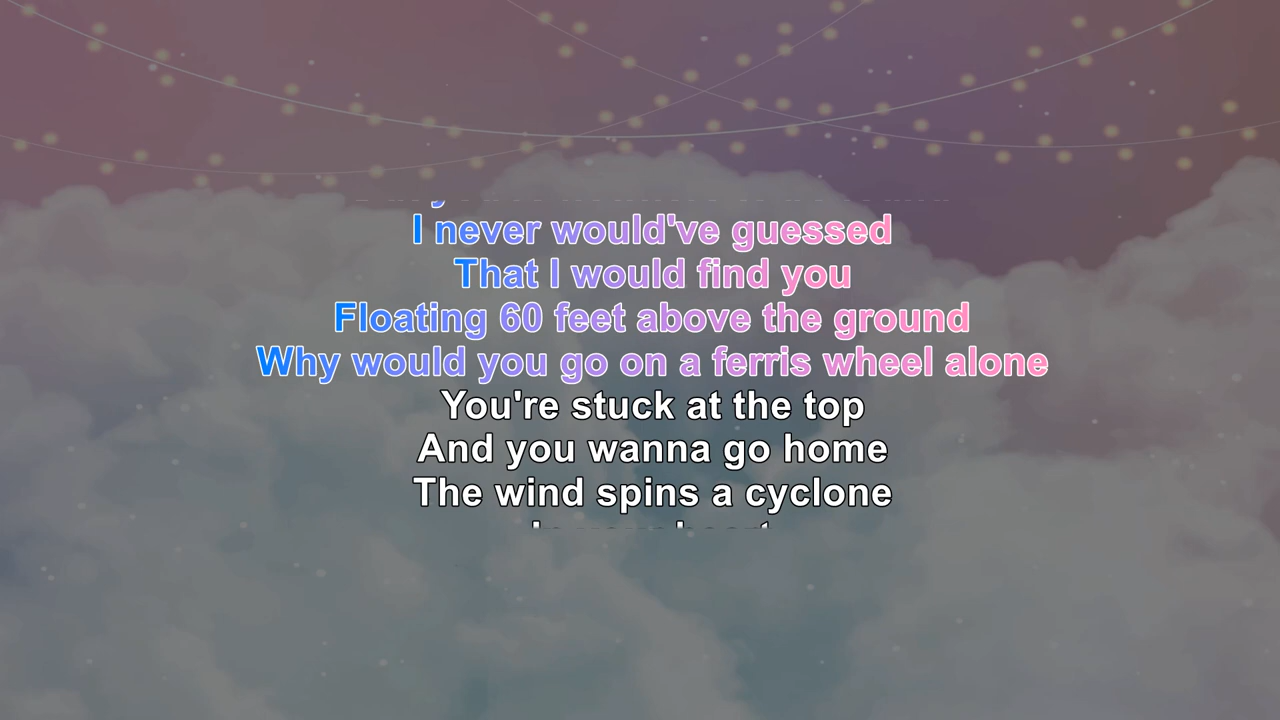 I never would've guessed
That I would find you
Floating 60 feet above the ground
Why would you go on a ferris wheel alone
You're stuck at the top
And you wanna go home
The wind spins a cyclone